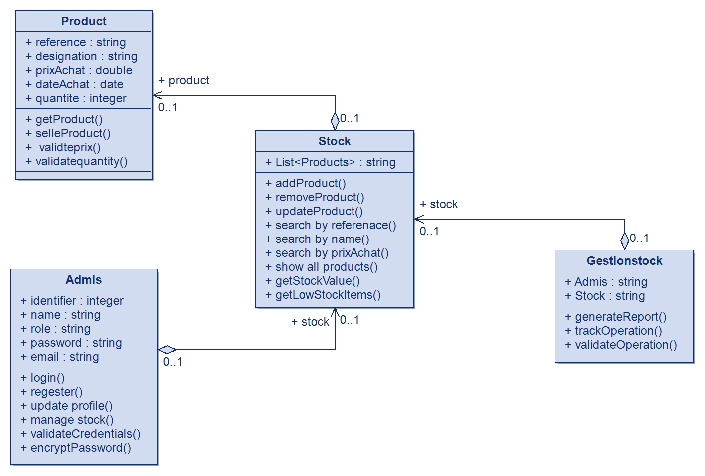 Product
+ reference : string
+ designation : string
+ prixAchat : double
+ dateAchat : date
+ quantite : integer
+ getProduct()
+ selleProduct()
+ validteprix()
+ validatequantity()
+ product
0..1
0..1
Stock
+ List<Products> : string
+ addProduct()
+ removeProduct()
+ updateProduct()
+ search by referenace()
+ search by name()
+ search by prixAchat()
+ show all products()
+ getStockValue()
+ getLowStockItems()
+ stock
0..1
0..1
Gestionstock
+ Admis : string
+ Stock : string
+ generateReport()
+ trackOperation()
+ validateOperation()
Admis
+ identifier : integer
+ name : string
+ role : string
+ password : string
+ email : string
+ login()
+ regester()
+ update profile()
+ manage stock()
+ validateCredentials()
+ encryptPassword()
+ stock
0..1
0..1